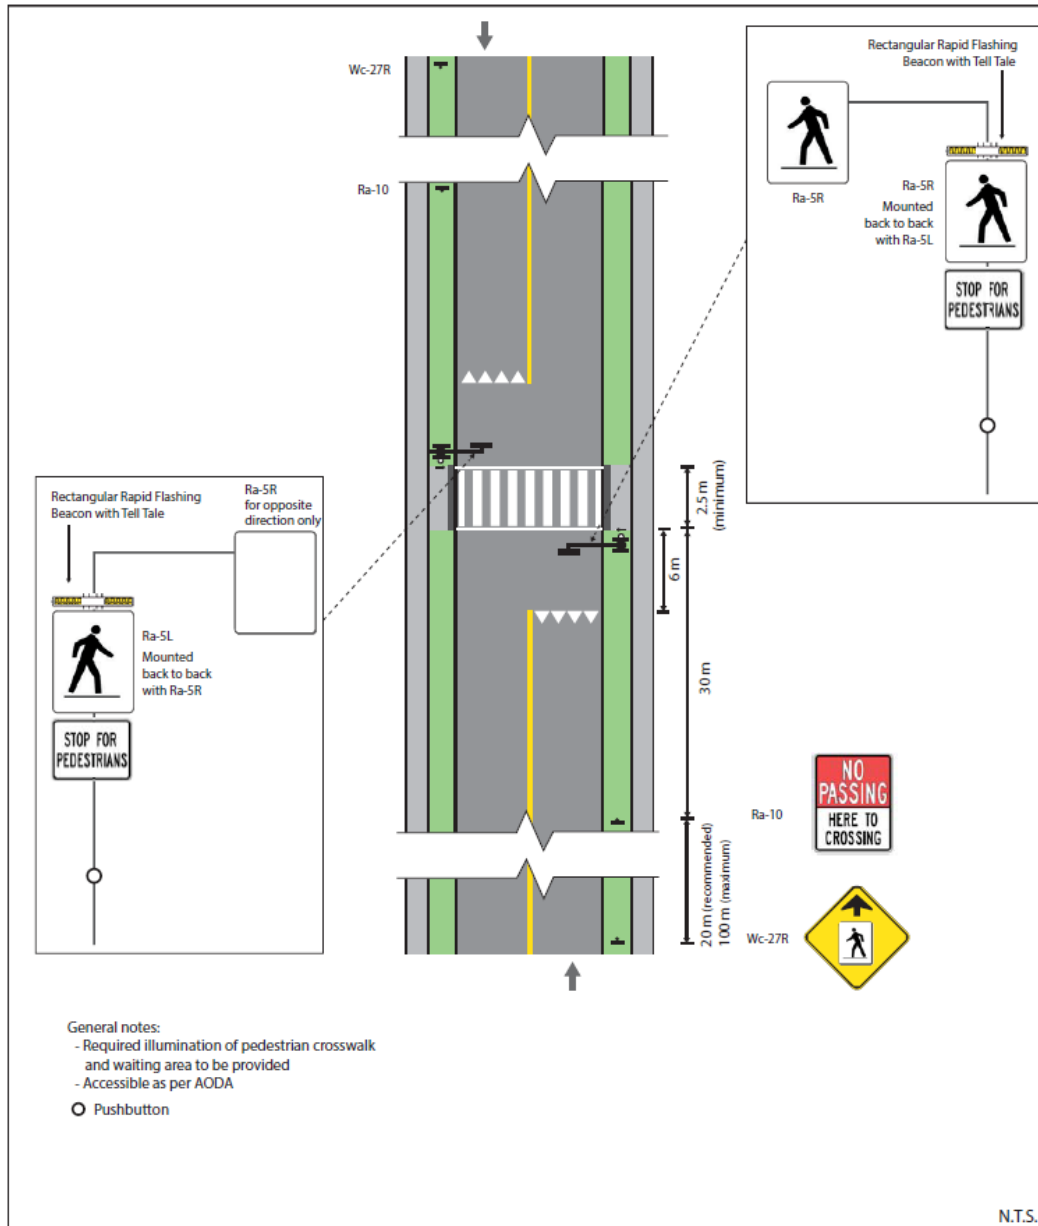 Wc-27R
Ra-10
Rectangular Rapid Flashing
Beacon with Tell Tale
Ra-5R
Ra-5R
Mounted
back to back
with Ra-5L
STOP FOR
PEDESTRIANS
Rectangular Rapid Flashing
Beacon with Tell Tale
Ra-5R
for opposite
direction only
Ra-5L
Mounted
back to back
with Ra-5R
STOP FOR
PEDESTRIANS
2.5 m
(minimum)
6 m
30 m
20 m (recommended)
100 m (maximum)
Ra-10
NO
PASSING
HERE TO
CROSSING
Wc-27R
General notes:
- Required illumination of pedestrian crosswalk
and waiting area to be provided
- Accessible as per AODA
Pushbutton
N.T.S.